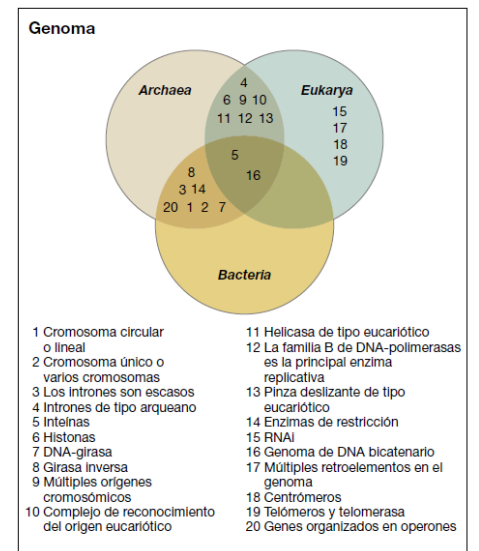 Genoma
Archaea
Eukarya
4
6 9 10
11 12 13
15
17
18
19
5
16
8
3 14
20 1 2 7
Bacteria
1 Cromosoma circular
o lineal
2 Cromosoma único o
varios cromosomas
3 Los intrones son escasos
4 Intrones de tipo arqueano
5 Inteínas
6 Histonas
7 DNA-girasa
8 Girasa inversa
9 Múltiples orígenes
cromosómicos
10 Complejo de reconocimiento
del origen eucariótico
11 Helicasa de tipo eucariótico
12 La familia B de DNA-polimerasas
es la principal enzima
replicativa
13 Pinza deslizante de tipo
eucariótico
14 Enzimas de restricción
15 RNAi
16 Genoma de DNA bicatenario
17 Múltiples retroelementos en el
genoma
18 Centrómeros
19 Telómeros y telomerasa
20 Genes organizados en operones